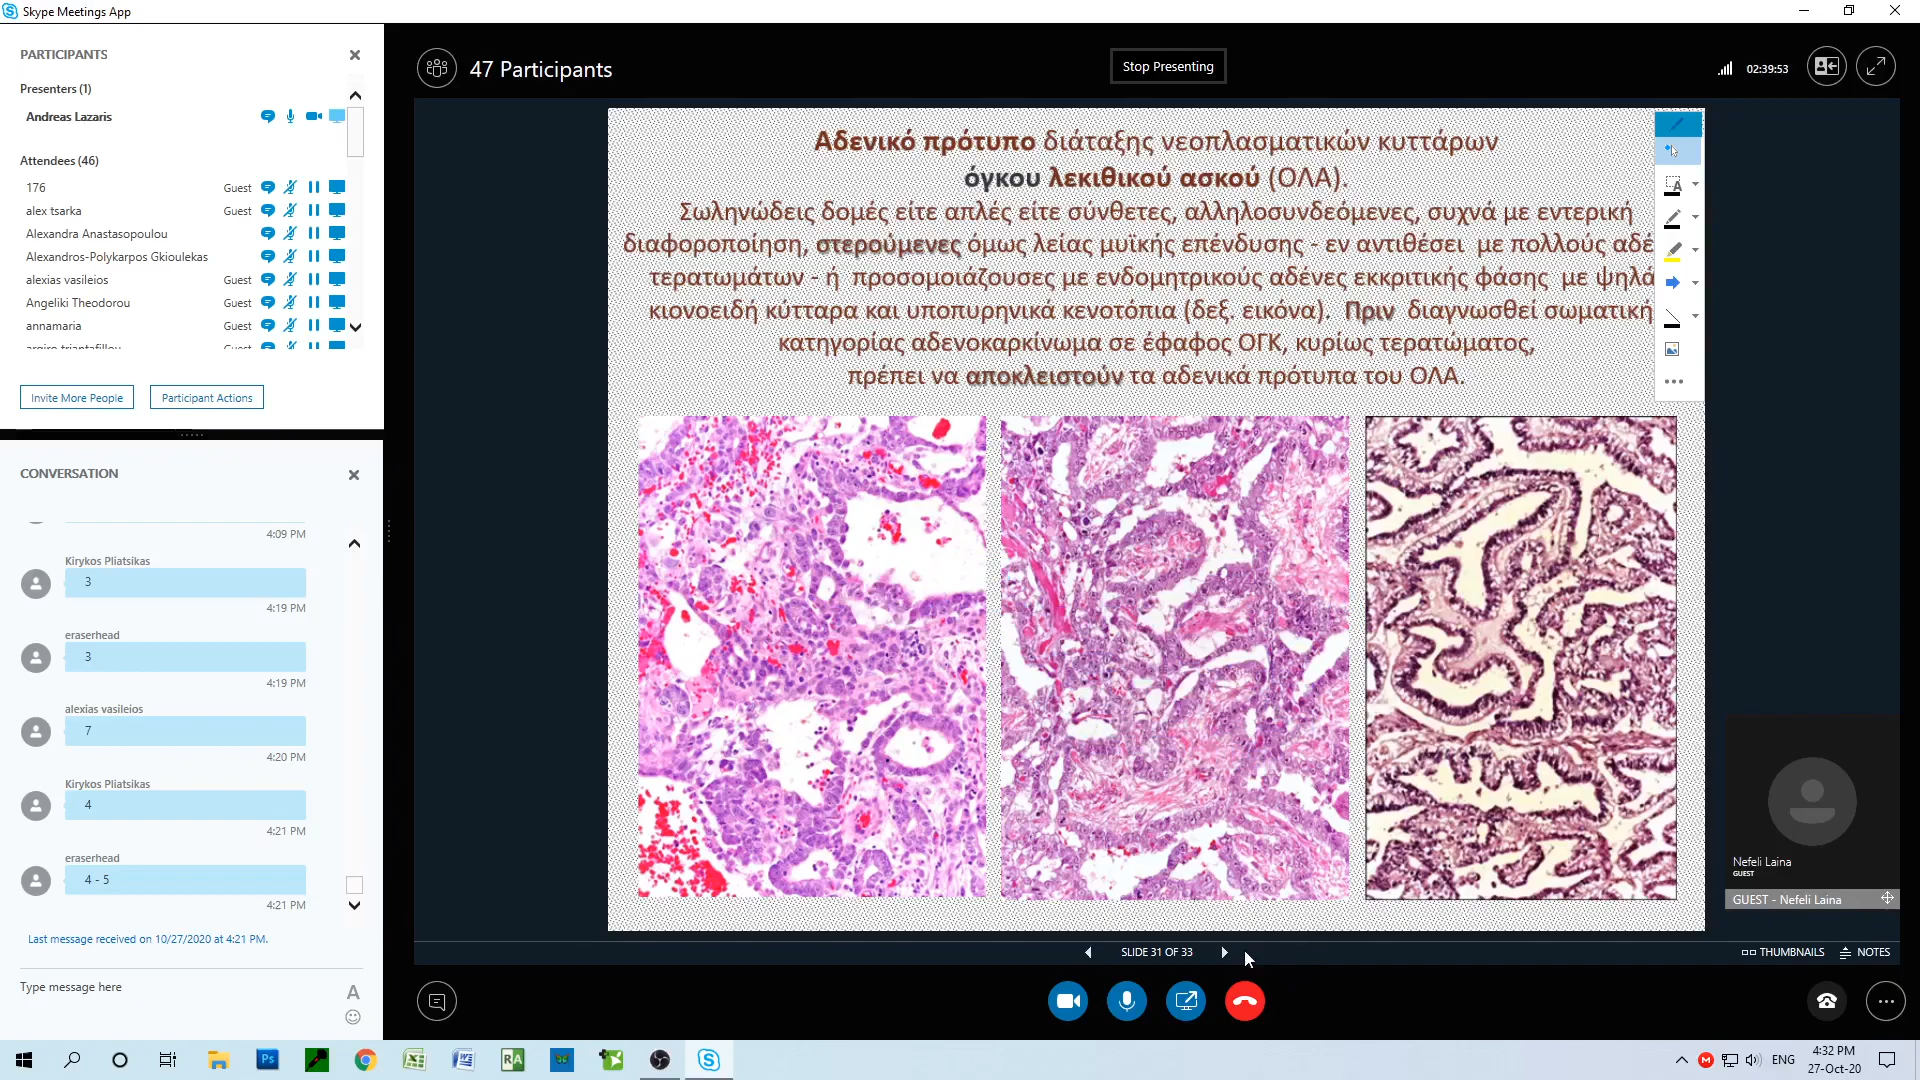 Skype Meetings App
PARTICIPANTS
Presenters (1)
Andreas Lazaris
Attendees (46)
176 Guest
alex tsarka Guest
Alexandra Anastasopoulou
Alexandros-Polykarpos Gkioulekas
alexias vasileios Guest
Angeliki Theodorou
annamaria Guest
argiro triantafillou Guest
Invite More People
Participant Actions
CONVERSATION
4:09 PM
Kirykos Pliatsikas
3
4:19 PM
eraserhead
3
4:19 PM
alexias vasileios
7
4:20 PM
Kirykos Pliatsikas
4
4:21 PM
eraserhead
4 - 5
4:21 PM
Last message received on 10/27/2020 at 4:21 PM.
Type message here
47 Participants
Stop Presenting
02:39:53
Αδενικό πρότυπο διάταξης νεοπλασματικών κυττάρων
όγκου λεκιθικού ασκού (ΟΛΑ).
Σωληνώδεις δομές είτε απλές είτε σύνθετες, αλληλοσυνδεόμενες, συχνά με εντερική
διαφοροποίηση, στερούμενες όμως λείας μυϊκής επένδυσης - εν αντιθέσει με πολλούς αδέ
τερατωμάτων - ή προσομοιάζουσες με ενδομητρικούς αδένες εκκριτικής φάσης με ψηλά
κιονοειδή κύτταρα και υποπυρηνικά κενοτόπια (δεξ. εικόνα). Πριν διαγνωσθεί σωματική
κατηγορίας αδενοκαρκίνωμα σε έφαφος ΟΓΚ, κυρίως τερατώματος,
πρέπει να αποκλειστούν τα αδενικά πρότυπα του ΟΛΑ.
Nefeli Laina
GUEST
GUEST - Nefeli Laina
SLIDE 31 OF 33
THUMBNAILS
NOTES
ENG
4:32 PM
27-Oct-20